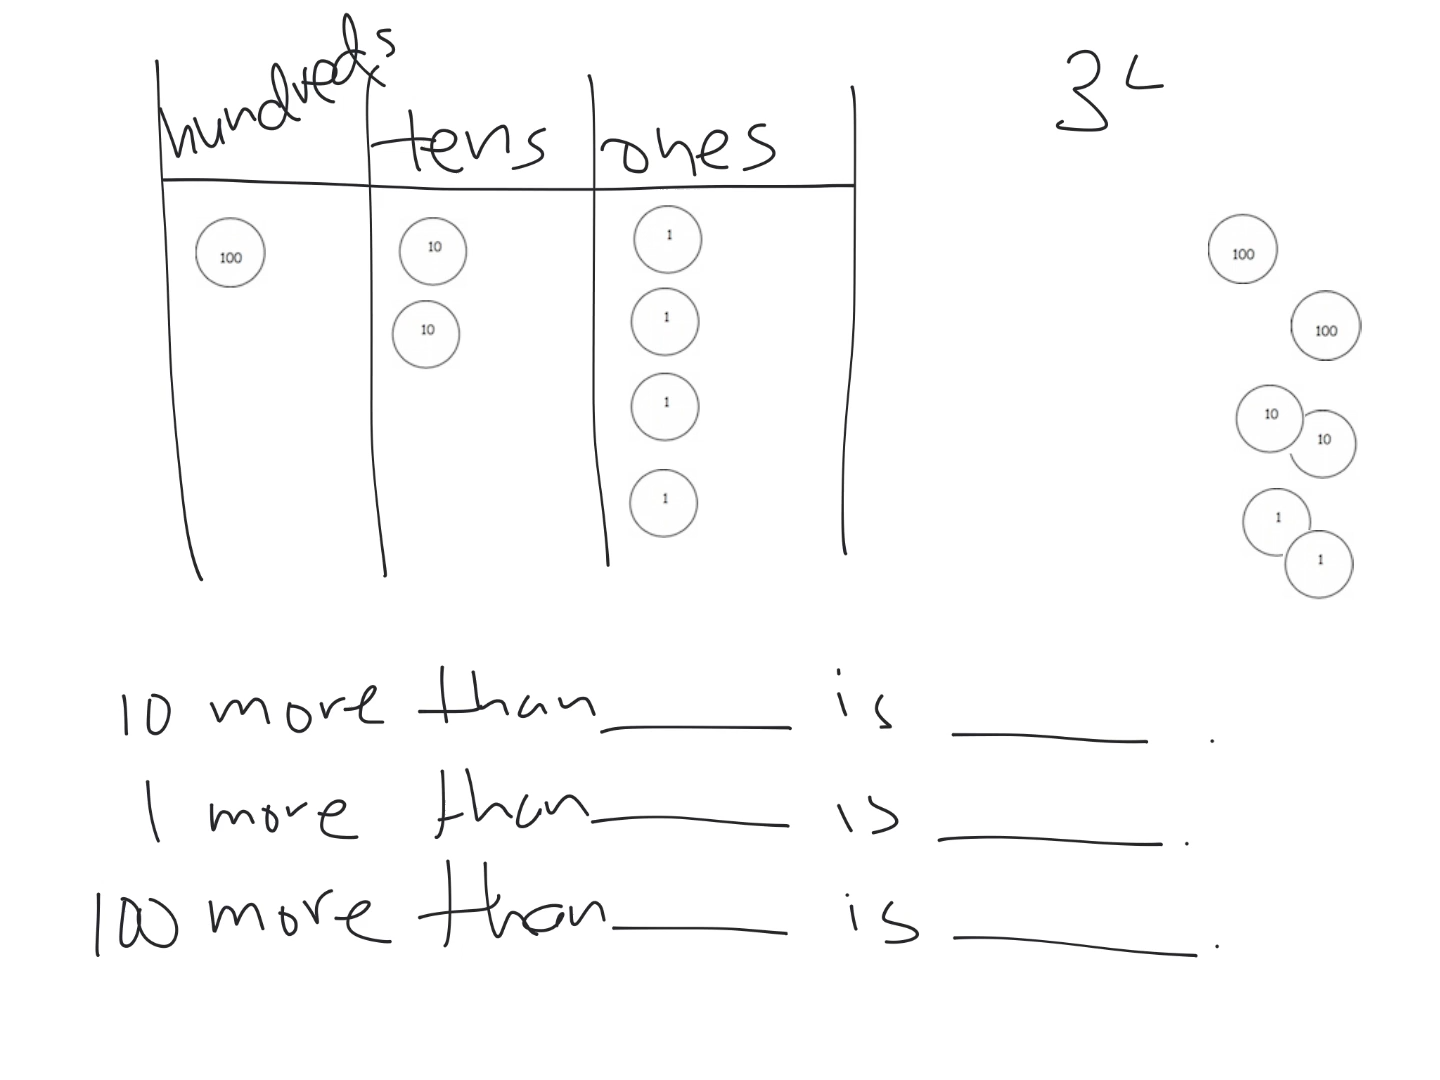 hundreds tens ones
3
100 10 1
10 1
1
1
100
100
10
10
1
1
10 more than ______ is ______ .
1 more than ______ is ______ .
100 more than ______ is ______ .